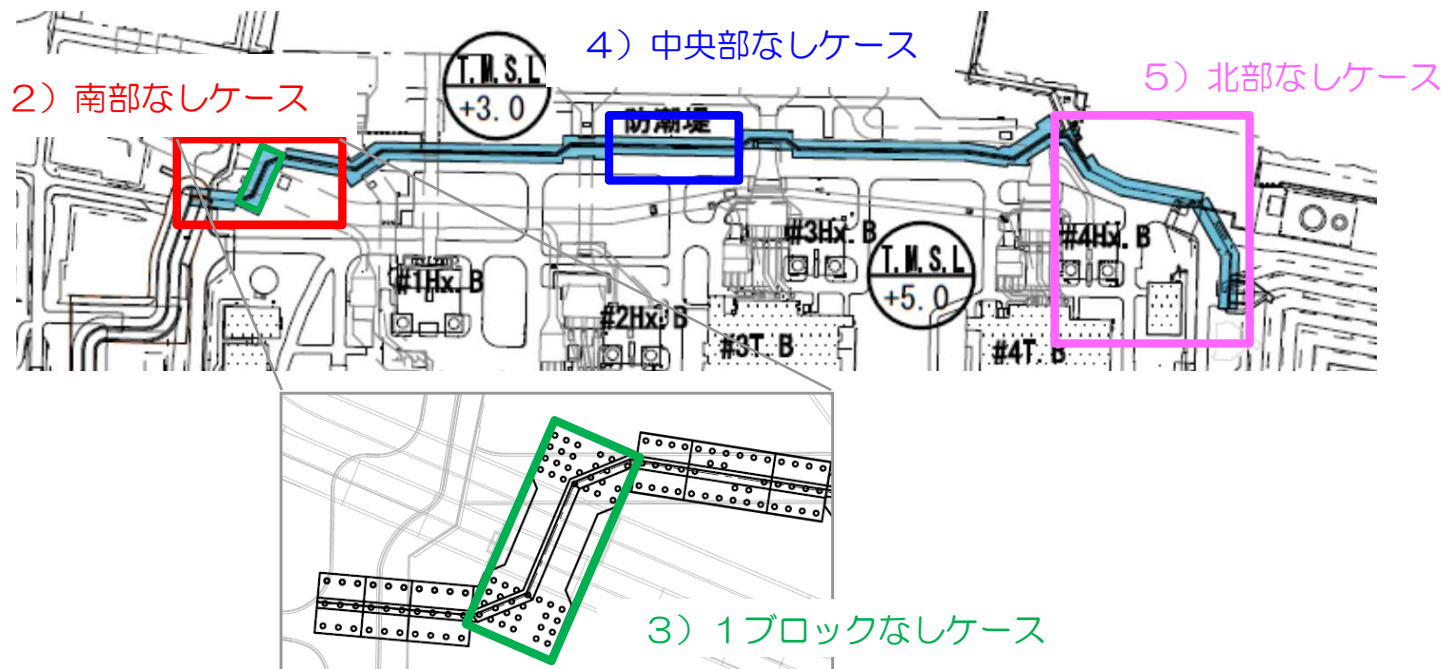 4）中央部なしケース
5）北部なしケース
2）南部なしケース
T.M.S.L
+3.0
防潮堤
#1Hx.B
#2Hx.B
#3Hx.B
T.M.S.L
+5.0
#4Hx.B
#3T.B
#4T.B
3）1ブロックなしケース